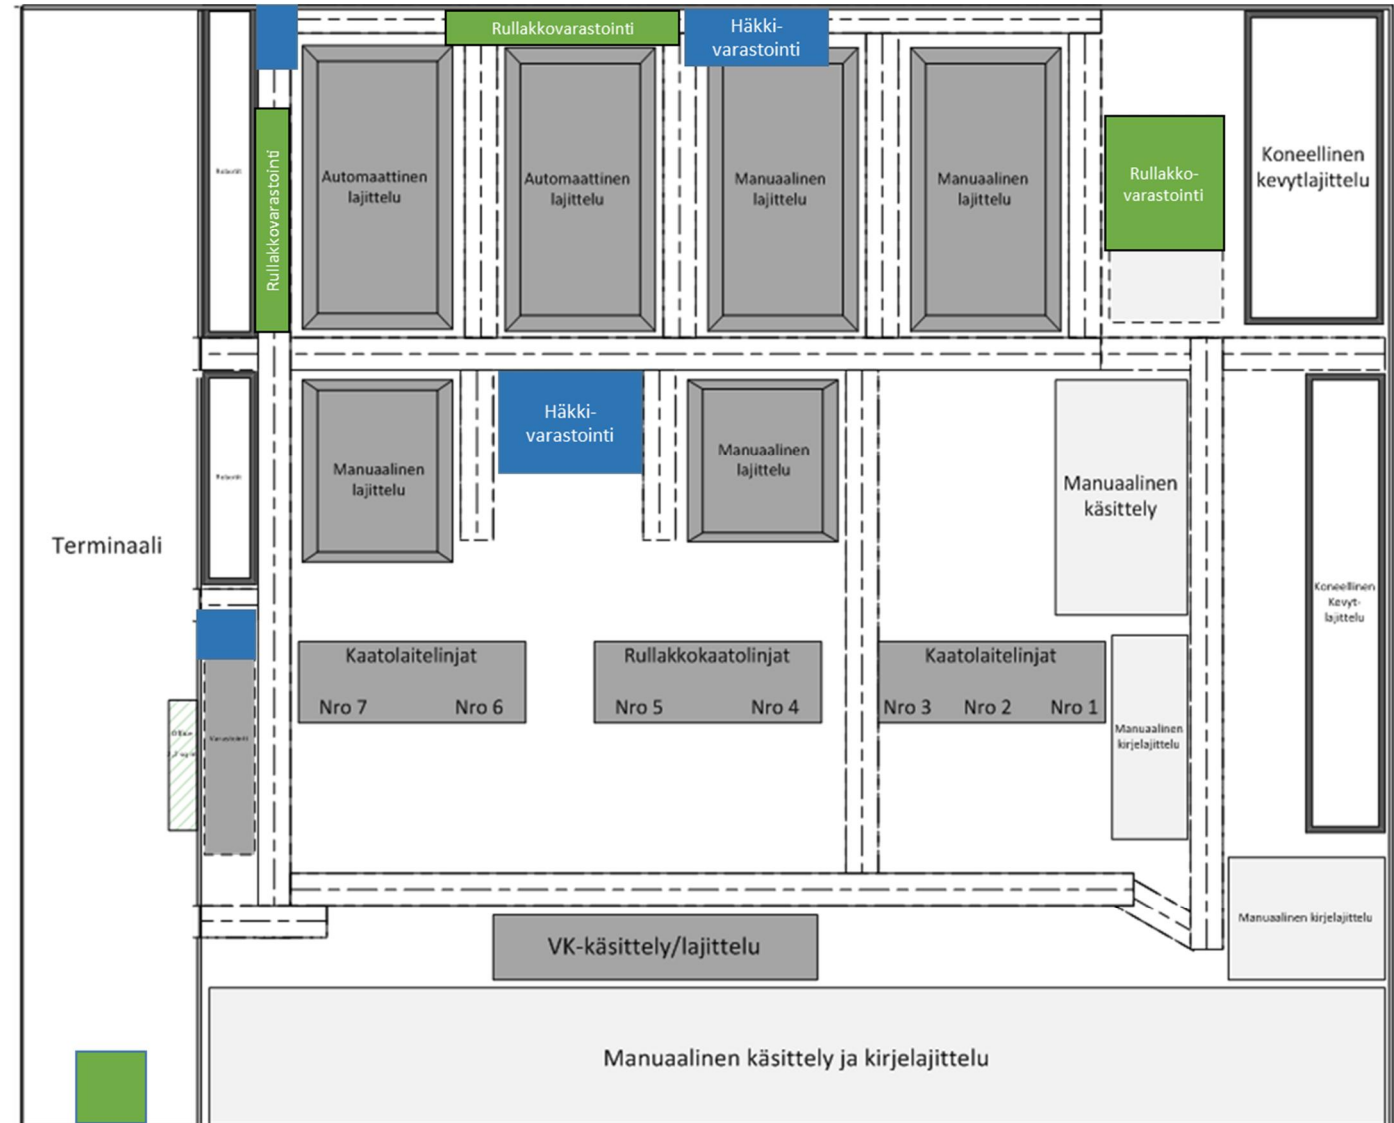 Rullakkovarastointi
Häkki-
varastointi
Rullakkovarastointi
Automaattinen
lajittelu
Automaattinen
lajittelu
Manuaalinen
lajittelu
Manuaalinen
lajittelu
Rullakko-
varastointi
Koneellinen
kevytlajittelu
Manuaalinen
lajittelu
Häkki-
varastointi
Manuaalinen
lajittelu
Manuaalinen
käsittely
Terminaali
Koneellinen
Kevyt-
lajittelu
Kaatolaitelinjat
Nro 7 Nro 6
Rullakkokaatolinjat
Nro 5 Nro 4
Kaatolaitelinjat
Nro 3 Nro 2 Nro 1
Manuaalinen
kirjelajittelu
Manuaalinen kirjelajittelu
VK-käsittely/lajittelu
Manuaalinen käsittely ja kirjelajittelu